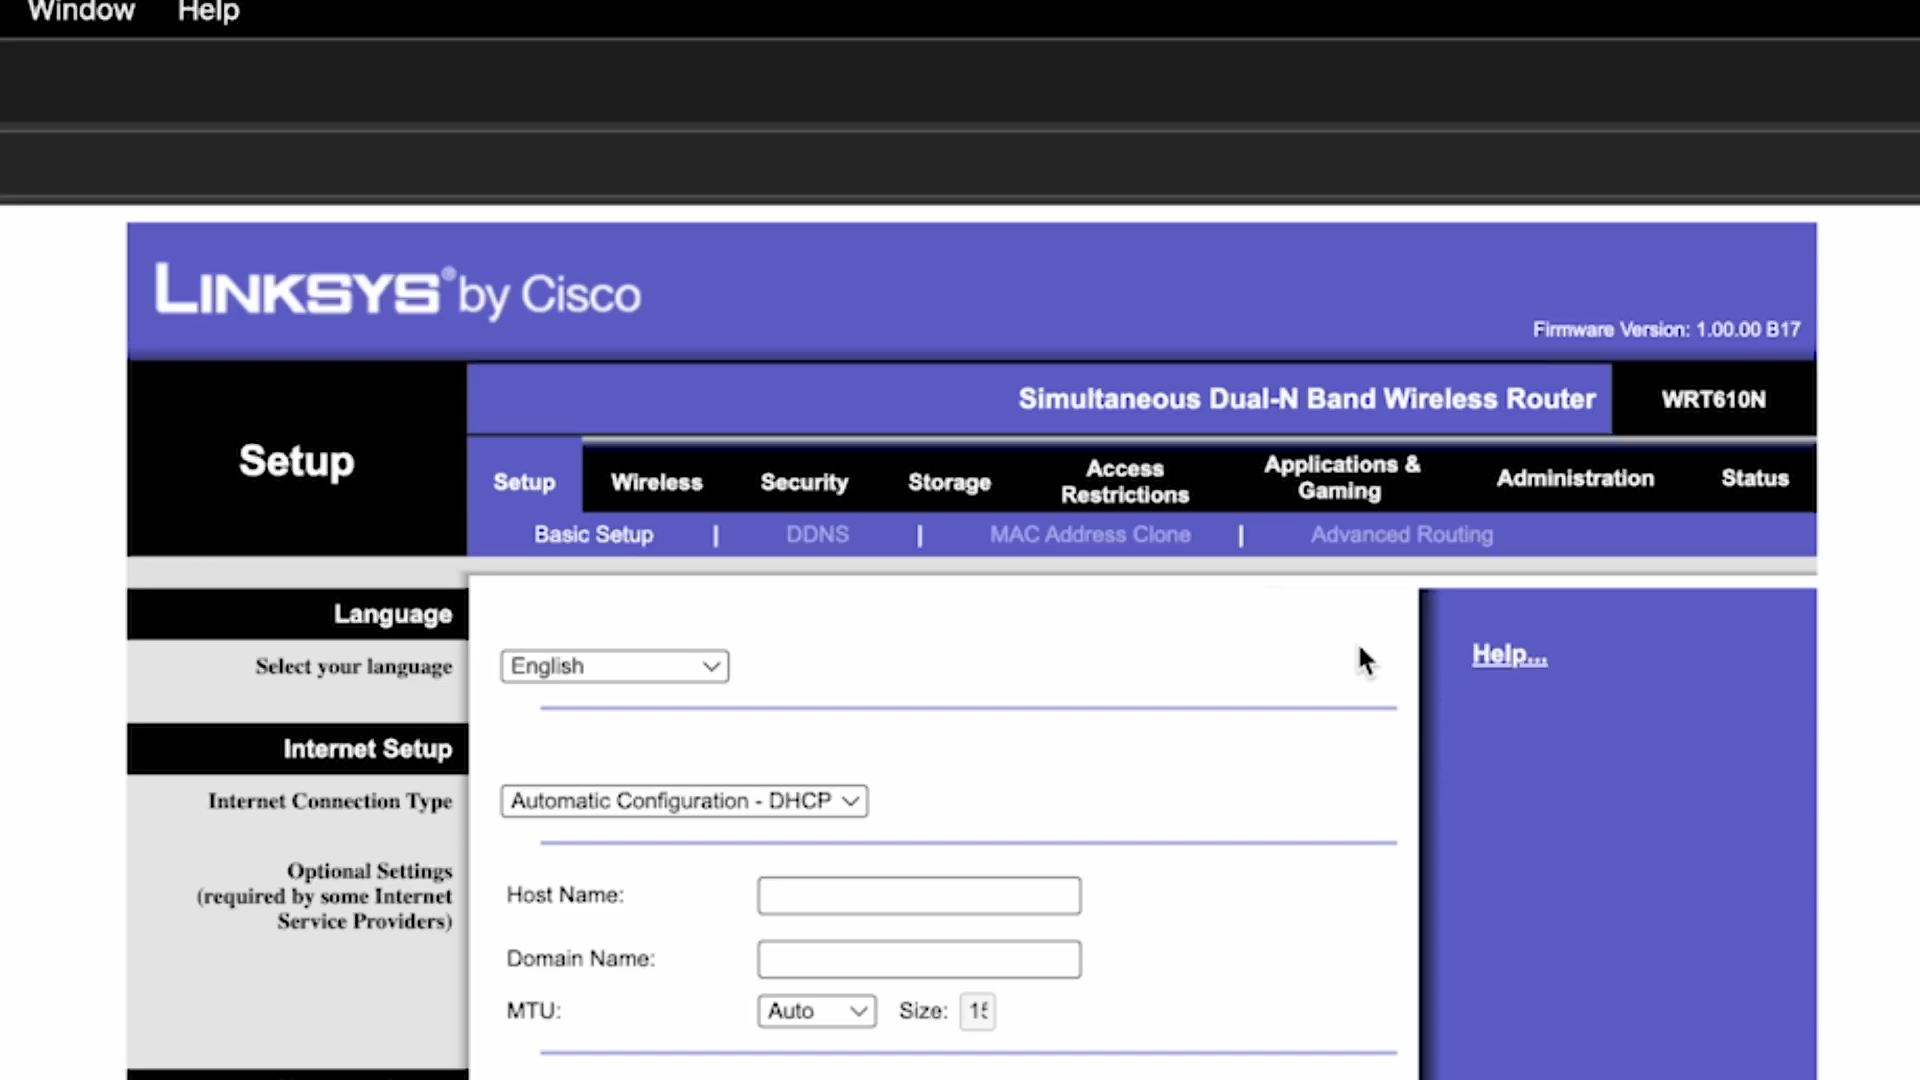 Window Help
LINKSYS® by Cisco
Firmware Version: 1.00.00 B17
Simultaneous Dual-N Band Wireless Router WRT610N
Setup
Setup Wireless Security Storage Access Restrictions Applications & Gaming Administration Status
Basic Setup | DDNS | MAC Address Clone | Advanced Routing
Language
Select your language English
Help...
Internet Setup
Internet Connection Type Automatic Configuration - DHCP
Optional Settings
(required by some Internet
Service Providers)
Host Name:
Domain Name:
MTU: Auto Size: 15